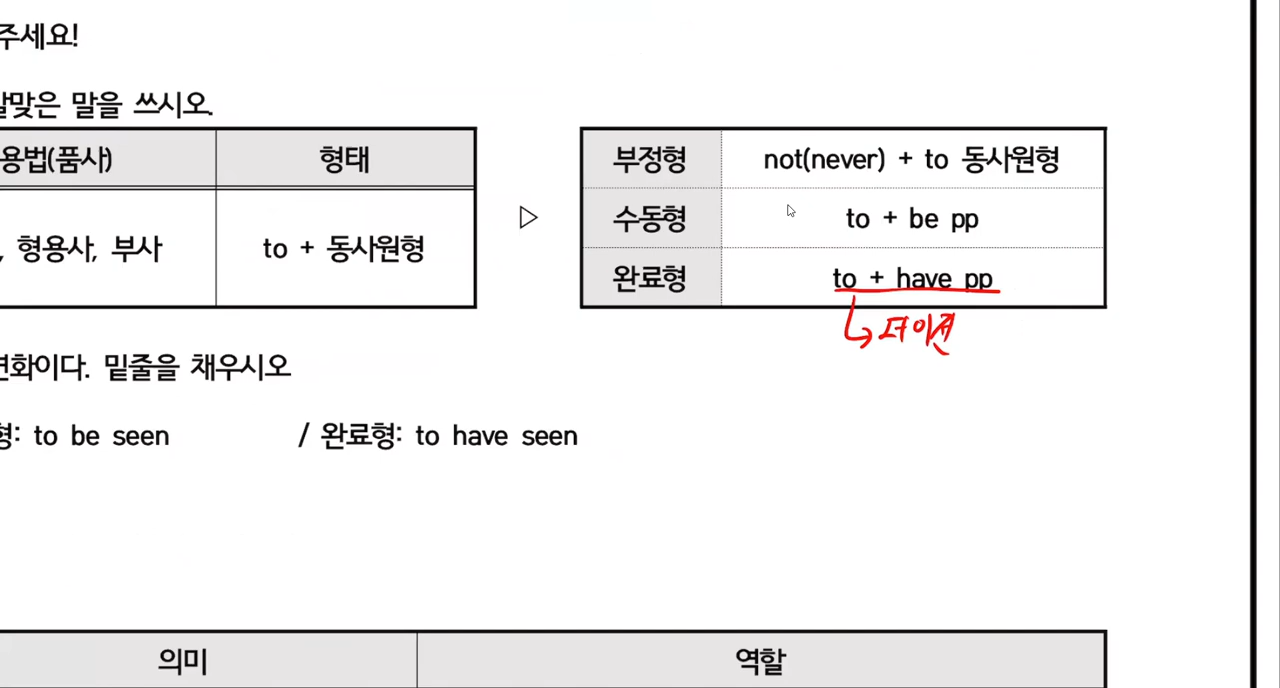 주세요!
알맞은 말을 쓰시오.
용법(품사) 형태
, 형용사, 부사 to + 동사원형
▷
부정형 not(never) + to 동사원형
수동형 to + be pp
완료형 to + have pp
더 이전
변화이다. 밑줄을 채우시오
형: to be seen / 완료형: to have seen
의미 역할